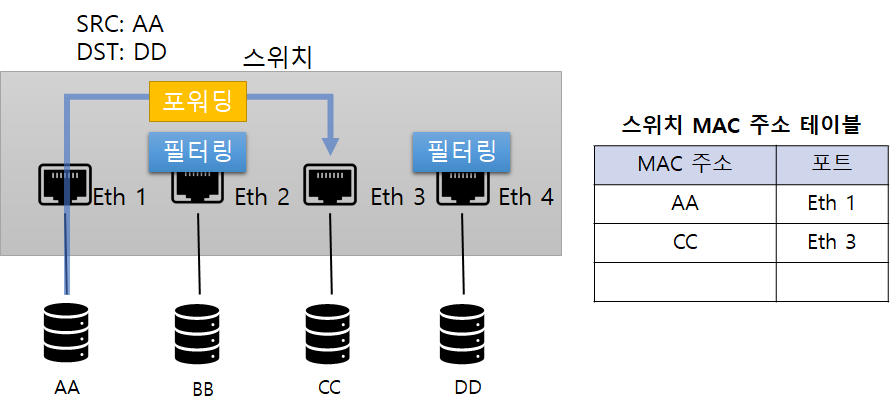 SRC: AA
DST: DD
스위치
포워딩
필터링
필터링
Eth 1
Eth 2
Eth 3
Eth 4
AA
BB
CC
DD
스위치 MAC 주소 테이블
MAC 주소 포트
AA Eth 1
CC Eth 3